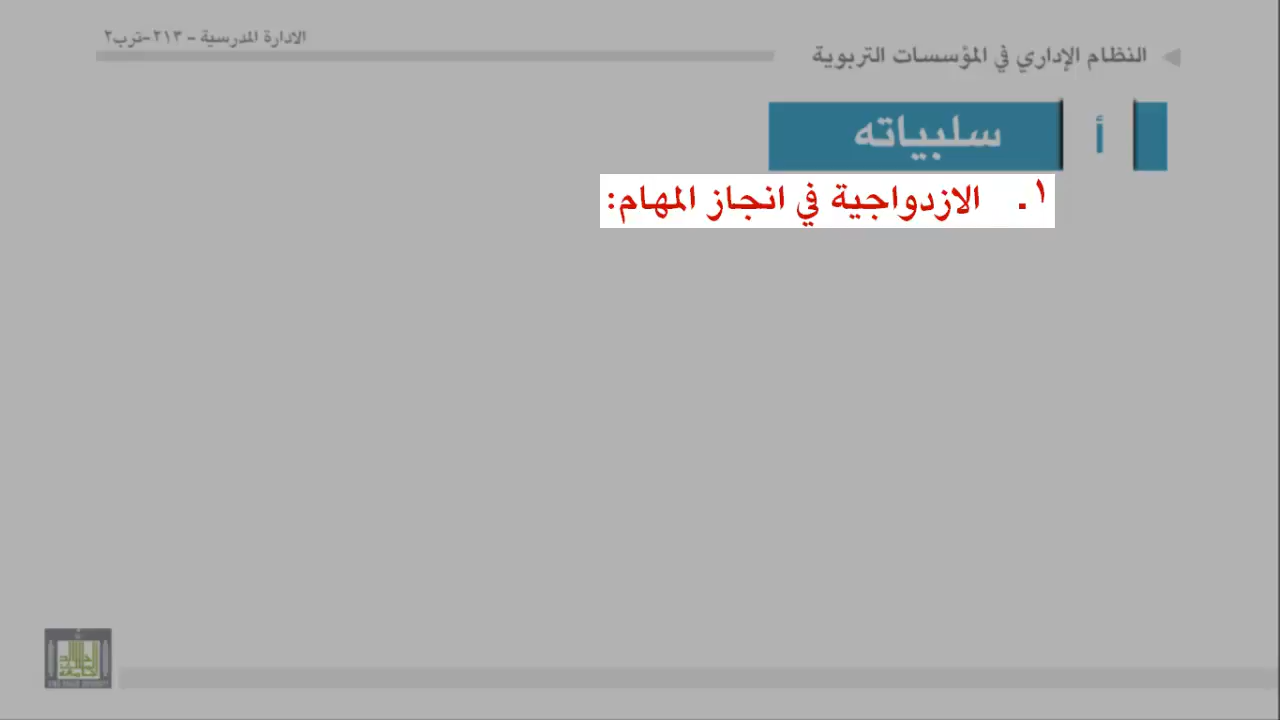 الادارة المدرسية - ٢١٣-ترب٢
النظام الإداري في المؤسسات التربوية
أ سلبياته
١. الازدواجية في انجاز المهام: